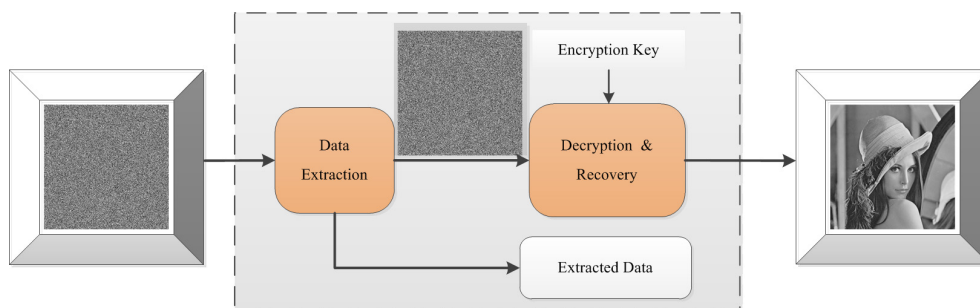 Encryption Key
Data
Extraction
Decryption &
Recovery
Extracted Data